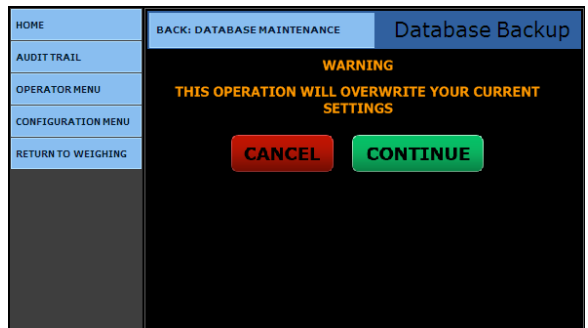 HOME
AUDIT TRAIL
OPERATOR MENU
CONFIGURATION MENU
RETURN TO WEIGHING
BACK: DATABASE MAINTENANCE
Database Backup
WARNING
THIS OPERATION WILL OVERWRITE YOUR CURRENT
SETTINGS
CANCEL
CONTINUE